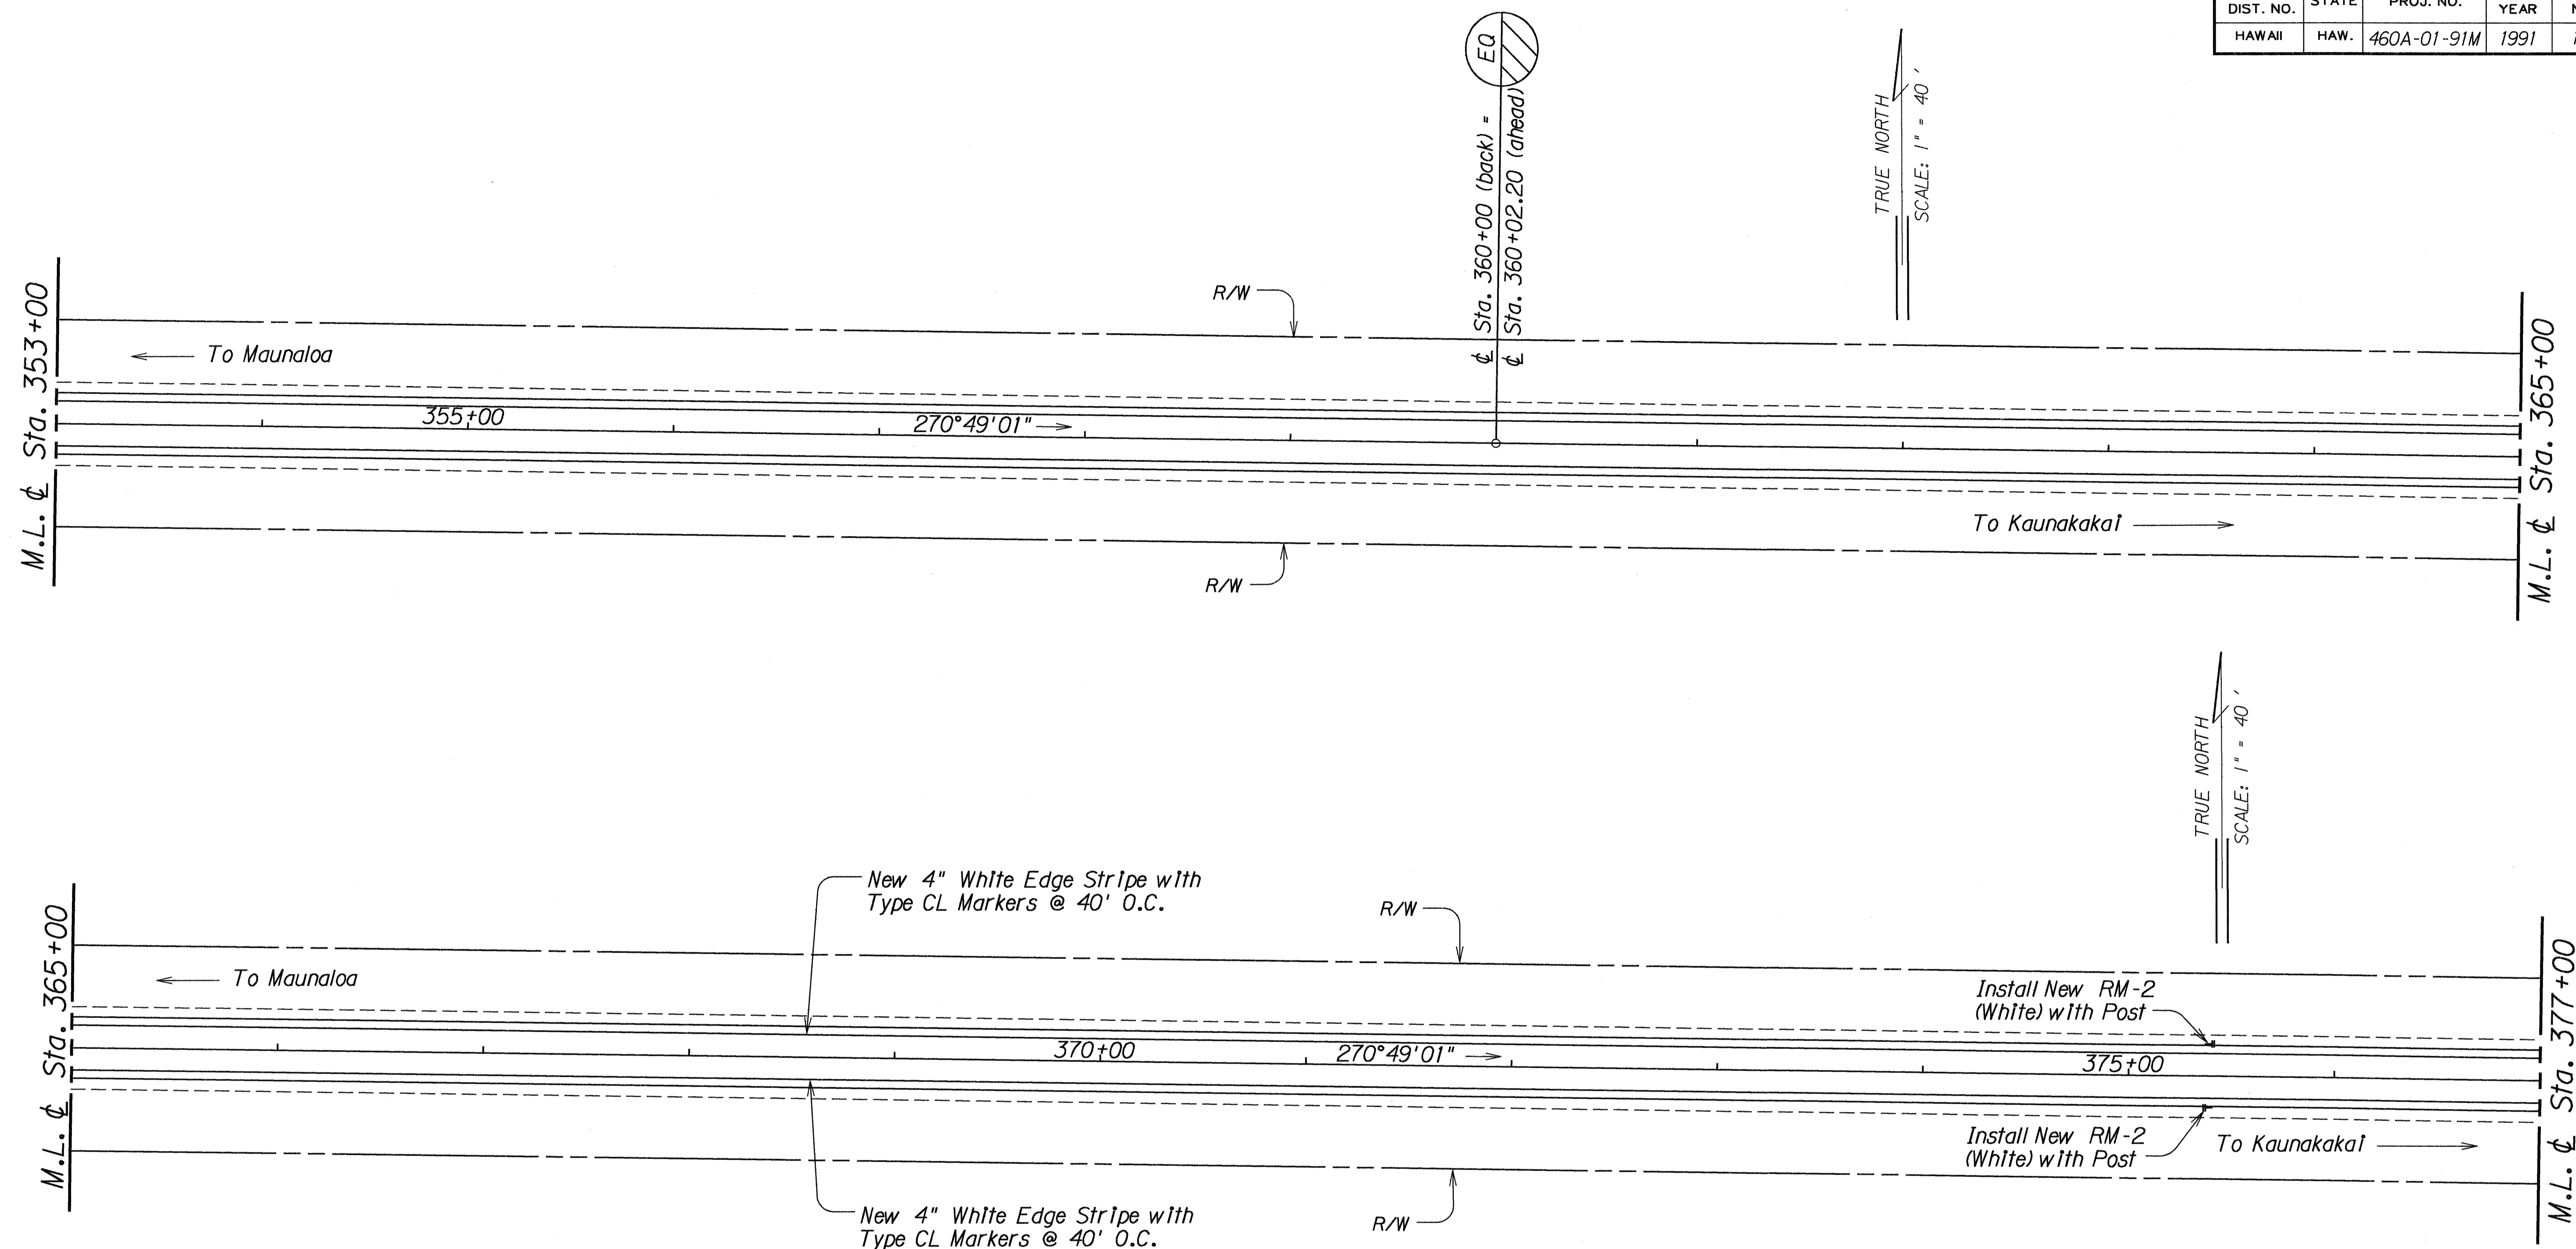 DIST. NO. STATE PROJ. NO. YEAR
HAWAII HAW. 460A-01-91M 1991
EQ
℄ Sta. 360+00 (back) =
℄ Sta. 360+02.20 (ahead)
TRUE NORTH
SCALE: 1" = 40'
M.L. ℄ Sta. 353+00
R/W
To Maunaloa
355+00
270°49'01"
To Kaunakakai
R/W
M.L. ℄ Sta. 365+00
TRUE NORTH
SCALE: 1" = 40'
M.L. ℄ Sta. 365+00
New 4" White Edge Stripe with
Type CL Markers @ 40' O.C.
R/W
To Maunaloa
Install New RM-2
(White) with Post
370+00
270°49'01"
375+00
Install New RM-2
(White) with Post
To Kaunakakai
New 4" White Edge Stripe with
Type CL Markers @ 40' O.C.
R/W
M.L. ℄ Sta. 377+00